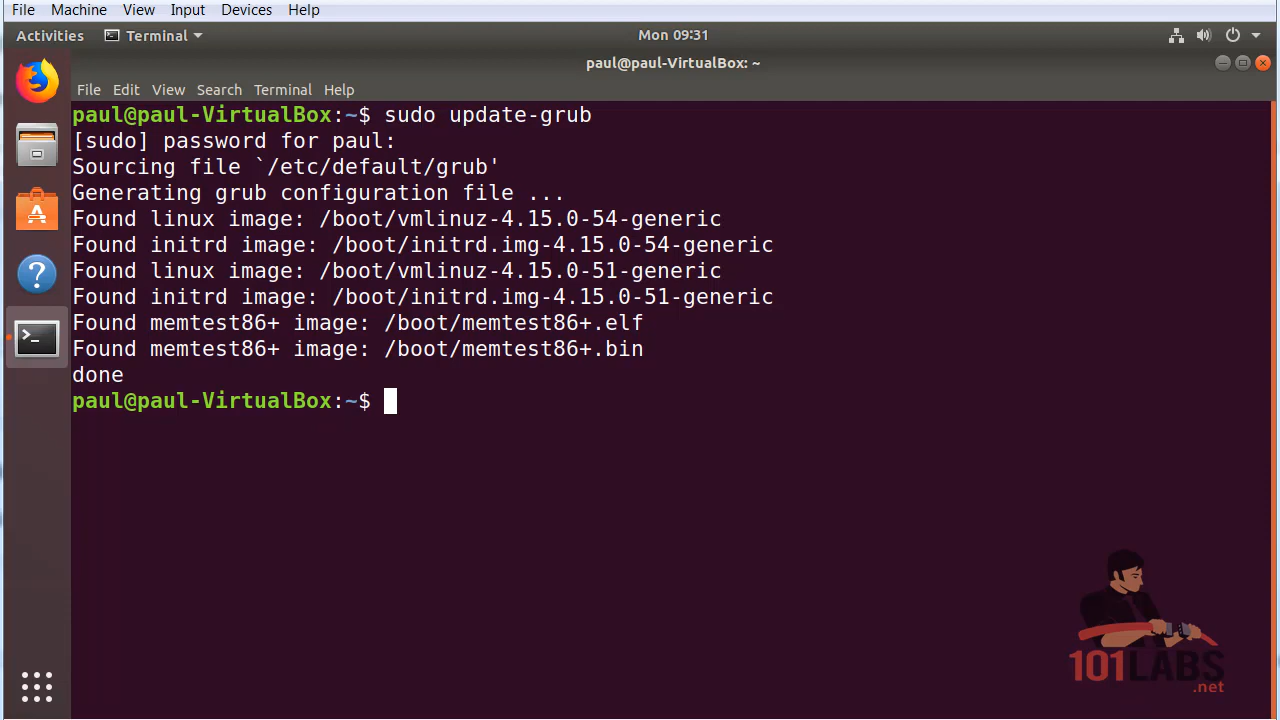 File Machine View Input Devices Help
Activities Terminal Mon 09:31
paul@paul-VirtualBox: ~
File Edit View Search Terminal Help
paul@paul-VirtualBox:~$ sudo update-grub
[sudo] password for paul:
Sourcing file `/etc/default/grub'
Generating grub configuration file ...
Found linux image: /boot/vmlinuz-4.15.0-54-generic
Found initrd image: /boot/initrd.img-4.15.0-54-generic
Found linux image: /boot/vmlinuz-4.15.0-51-generic
Found initrd image: /boot/initrd.img-4.15.0-51-generic
Found memtest86+ image: /boot/memtest86+.elf
Found memtest86+ image: /boot/memtest86+.bin
done
paul@paul-VirtualBox:~$
101LABS
.net